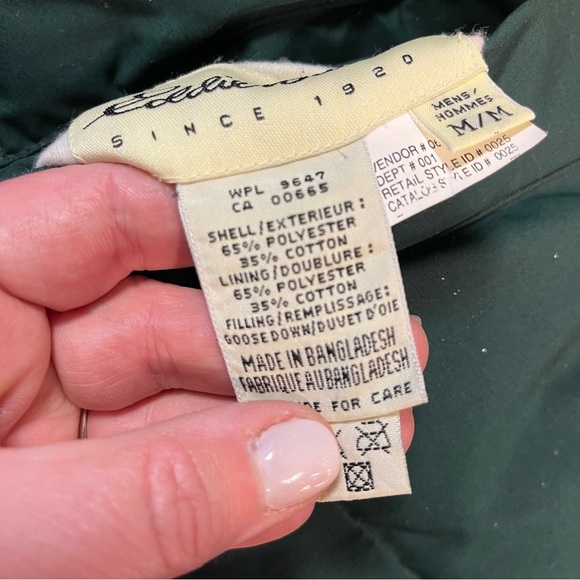 Eddie
SINCE 1920
MENS/
HOMMES
M/M
VENDOR # 06
DEPT # 001
RETAIL STYLE ID # 0025
STYLE ID # 0025
WPL 9647
CA 00665
SHELL/EXTERIEUR:
65% POLYESTER
35% COTTON
LINING/DOUBLURE:
65% POLYESTER
35% COTTON
FILLING/REMPLISSAGE:
GOOSE DOWN/DUVET D'OIE
MADE IN BANGLADESH
FABRIQUE AU BANGLADESH
FOR CARE